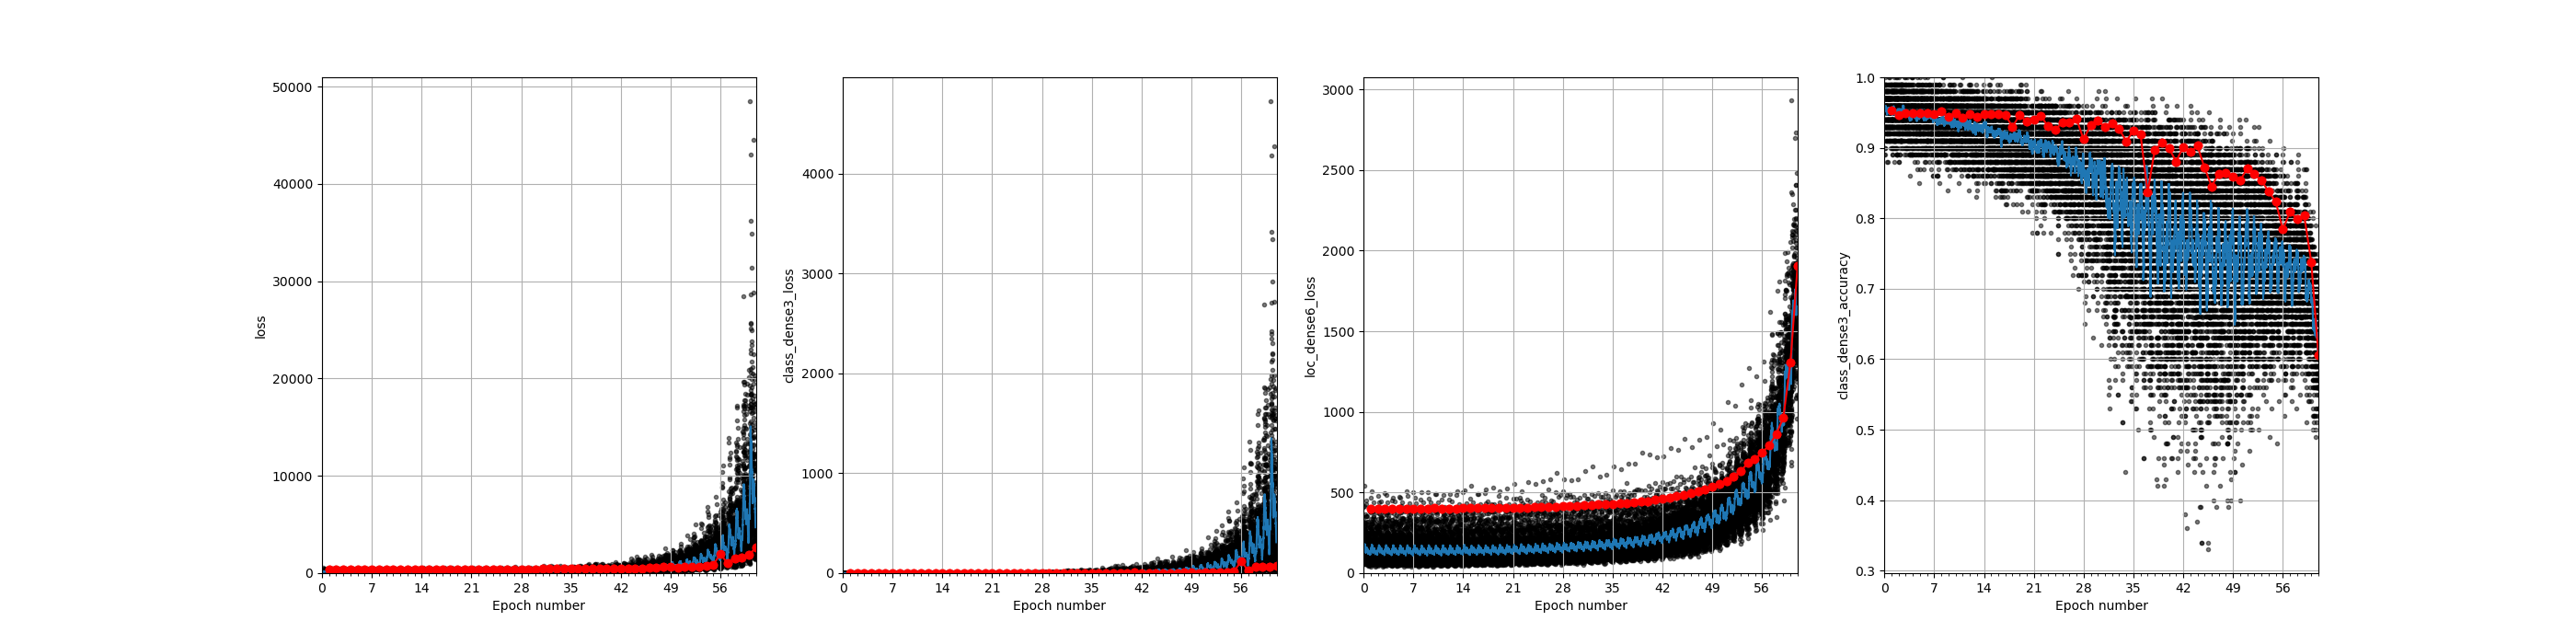 50000
40000
30000
20000
10000
0
loss
0 7 14 21 28 35 42 49 56
Epoch number
4000
3000
2000
1000
0
class_dense3_loss
0 7 14 21 28 35 42 49 56
Epoch number
3000
2500
2000
1500
1000
500
0
loc_dense6_loss
0 7 14 21 28 35 42 49 56
Epoch number
1.0
0.9
0.8
0.7
0.6
0.5
0.4
0.3
class_dense3_accuracy
0 7 14 21 28 35 42 49 56
Epoch number